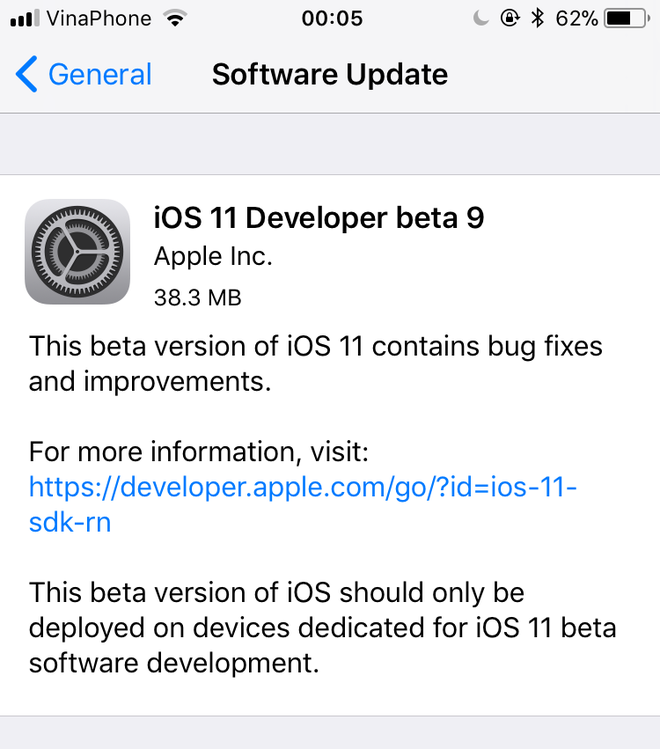 VinaPhone 00:05 62%
General Software Update
iOS 11 Developer beta 9
Apple Inc.
38.3 MB
This beta version of iOS 11 contains bug fixes
and improvements.
For more information, visit:
https://developer.apple.com/go/?id=ios-11-
sdk-rn
This beta version of iOS should only be
deployed on devices dedicated for iOS 11 beta
software development.